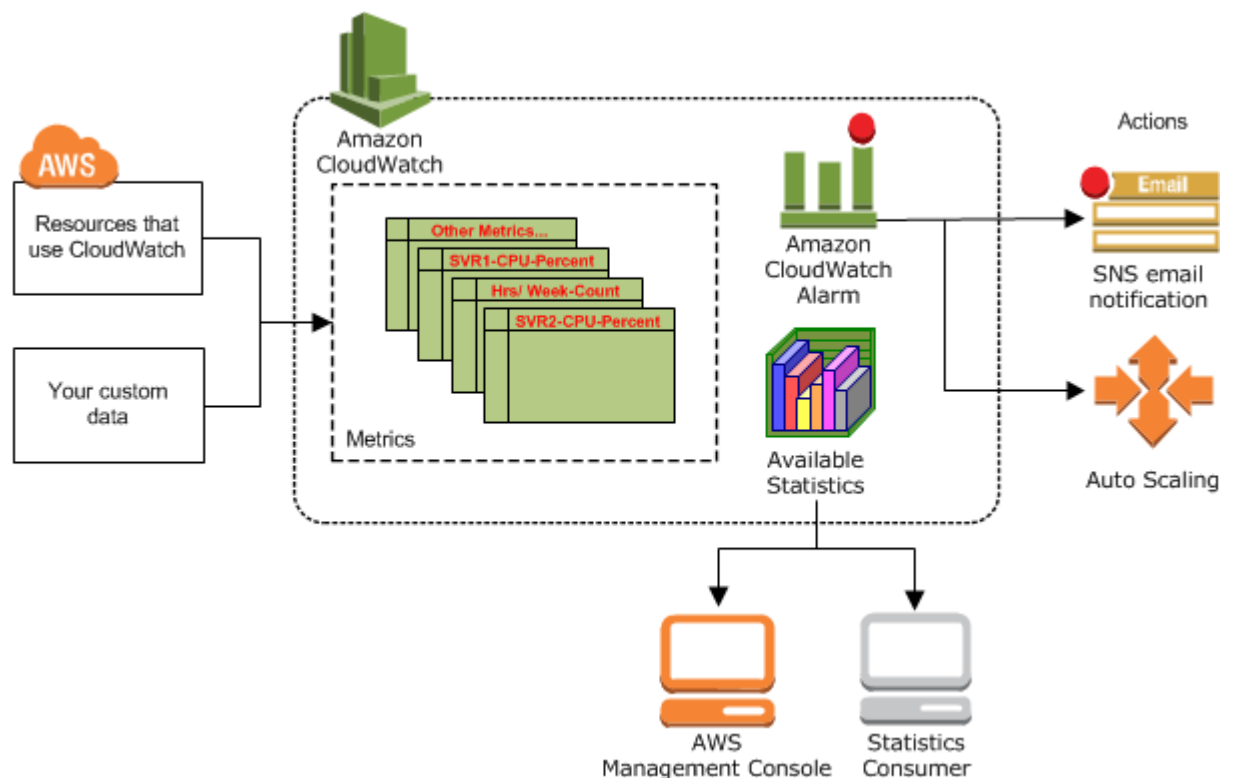 Amazon
CloudWatch
AWS
Resources that
use CloudWatch
Your custom
data
Other Metrics...
SVR1-CPU-Percent
Hrs/ Week-Count
SVR2-CPU-Percent
Metrics
Amazon
CloudWatch
Alarm
Available
Statistics
Actions
Email
SNS email
notification
Auto Scaling
AWS
Management Console
Statistics
Consumer